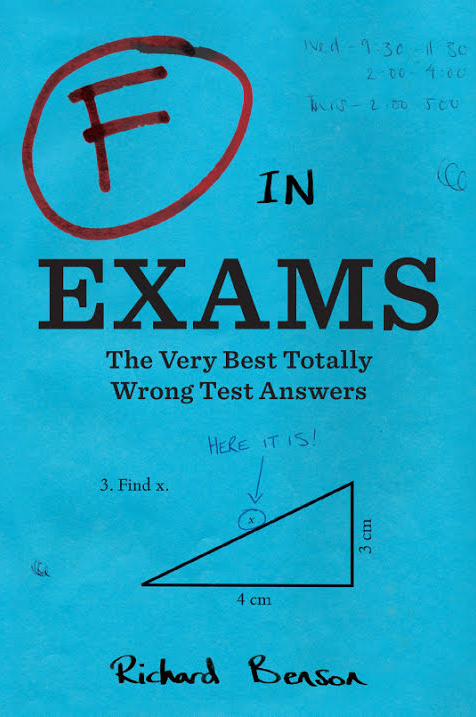 Wed - 9.30 - 11.30
2.00 - 4.00
Thurs - 2.00 5.00
F
IN
EXAMS
The Very Best Totally
Wrong Test Answers
HERE IT IS!
3. Find x.
x
3 cm
4 cm
Richard Benson